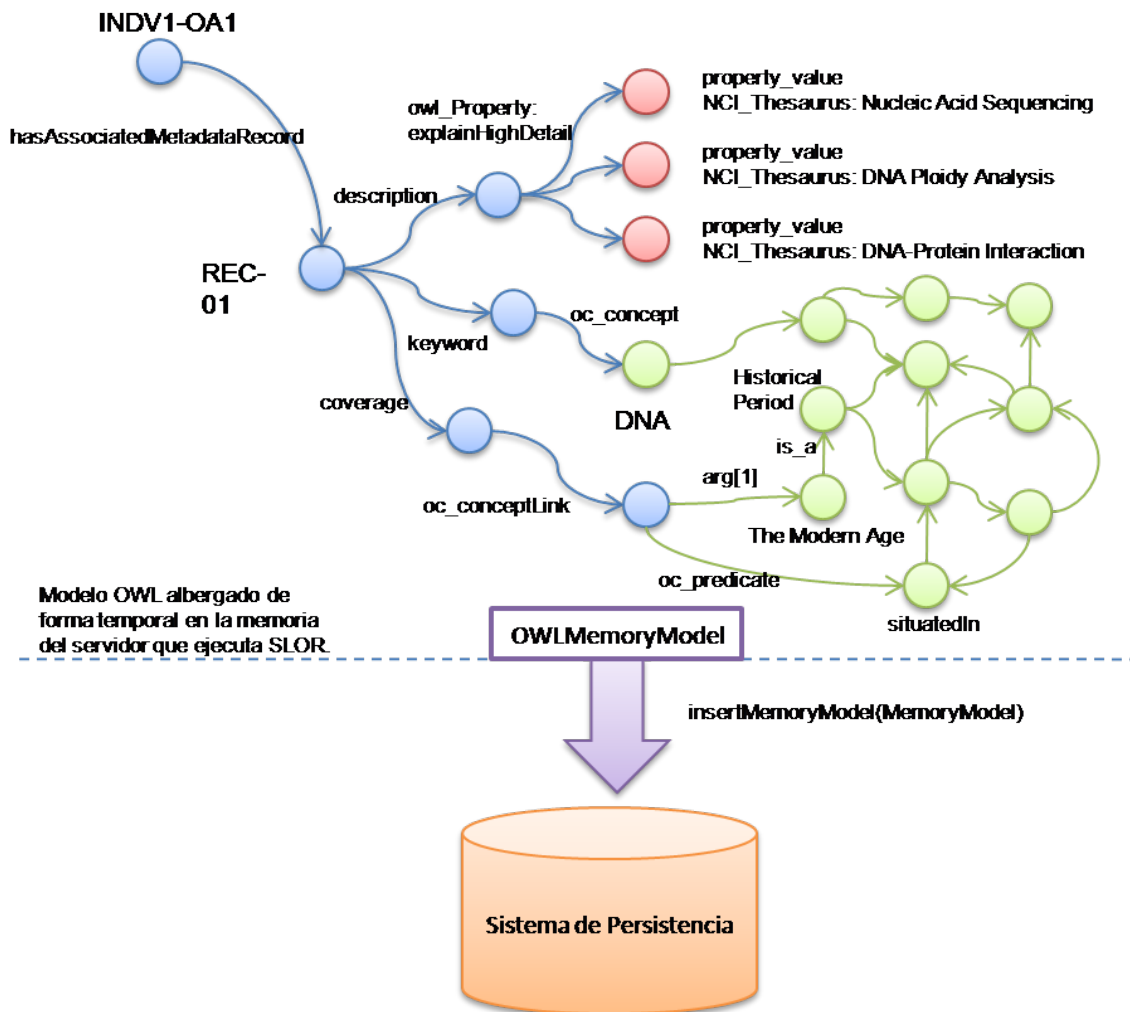 INDV1-OA1
hasAssociatedMetadataRecord
owl_Property:
explainHighDetail
property_value
NCI_Thesaurus: Nucleic Acid Sequencing
property_value
NCI_Thesaurus: DNA Ploidy Analysis
property_value
NCI_Thesaurus: DNA-Protein Interaction
description
REC-
01
keyword
oc_concept
DNA
coverage
oc_conceptLink
Historical
Period
is_a
arg[1]
The Modern Age
oc_predicate
situatedIn
Modelo OWL albergado de
forma temporal en la memoria
del servidor que ejecuta SLOR.
OWLMemoryModel
insertMemoryModel(MemoryModel)
Sistema de Persistencia